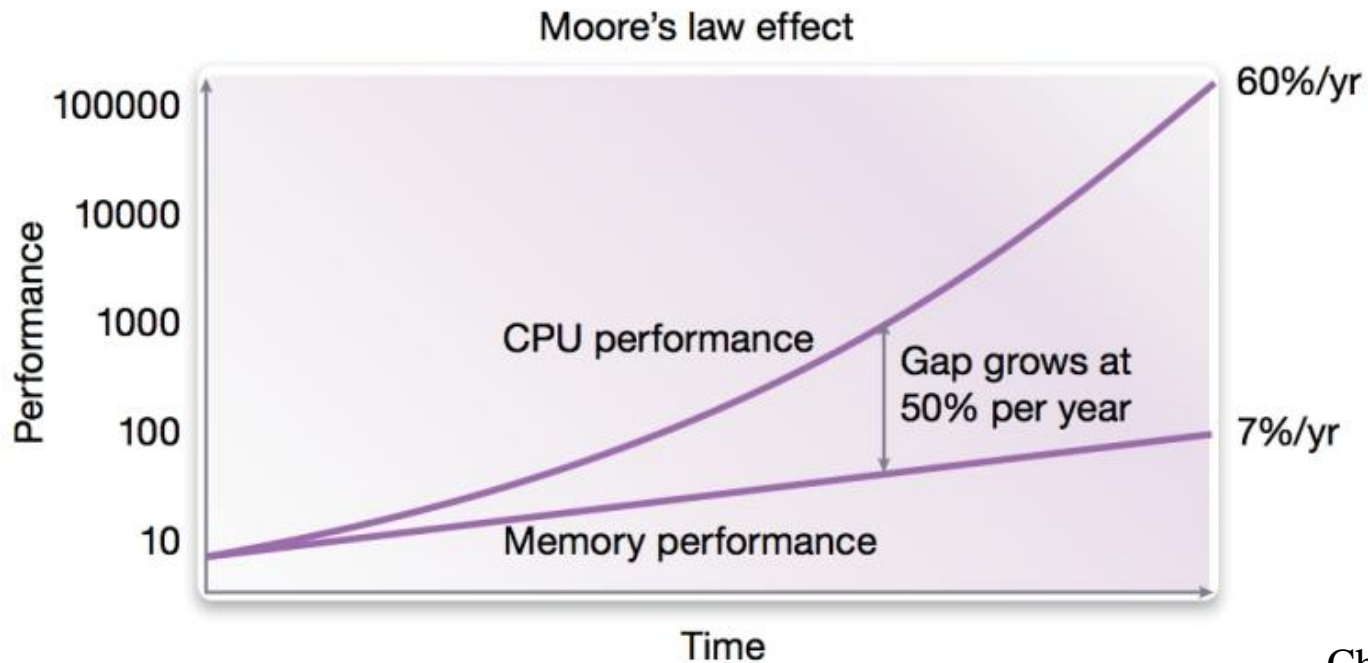 Moore's law effect
100000
10000
1000
100
10
Performance
60%/yr
CPU performance
Gap grows at
50% per year
7%/yr
Memory performance
Time
Ch